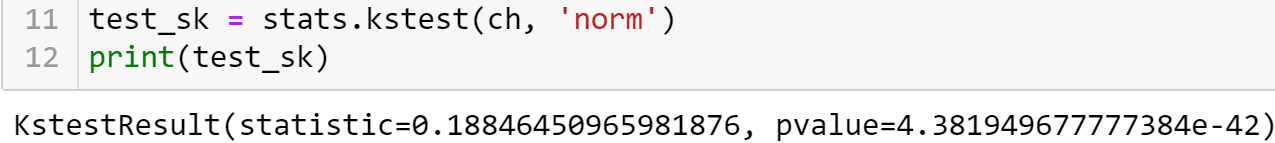 11 test_sk = stats.kstest(ch, 'norm')
12 print(test_sk)
KstestResult(statistic=0.18846450965981876, pvalue=4.381949677777384e-42)